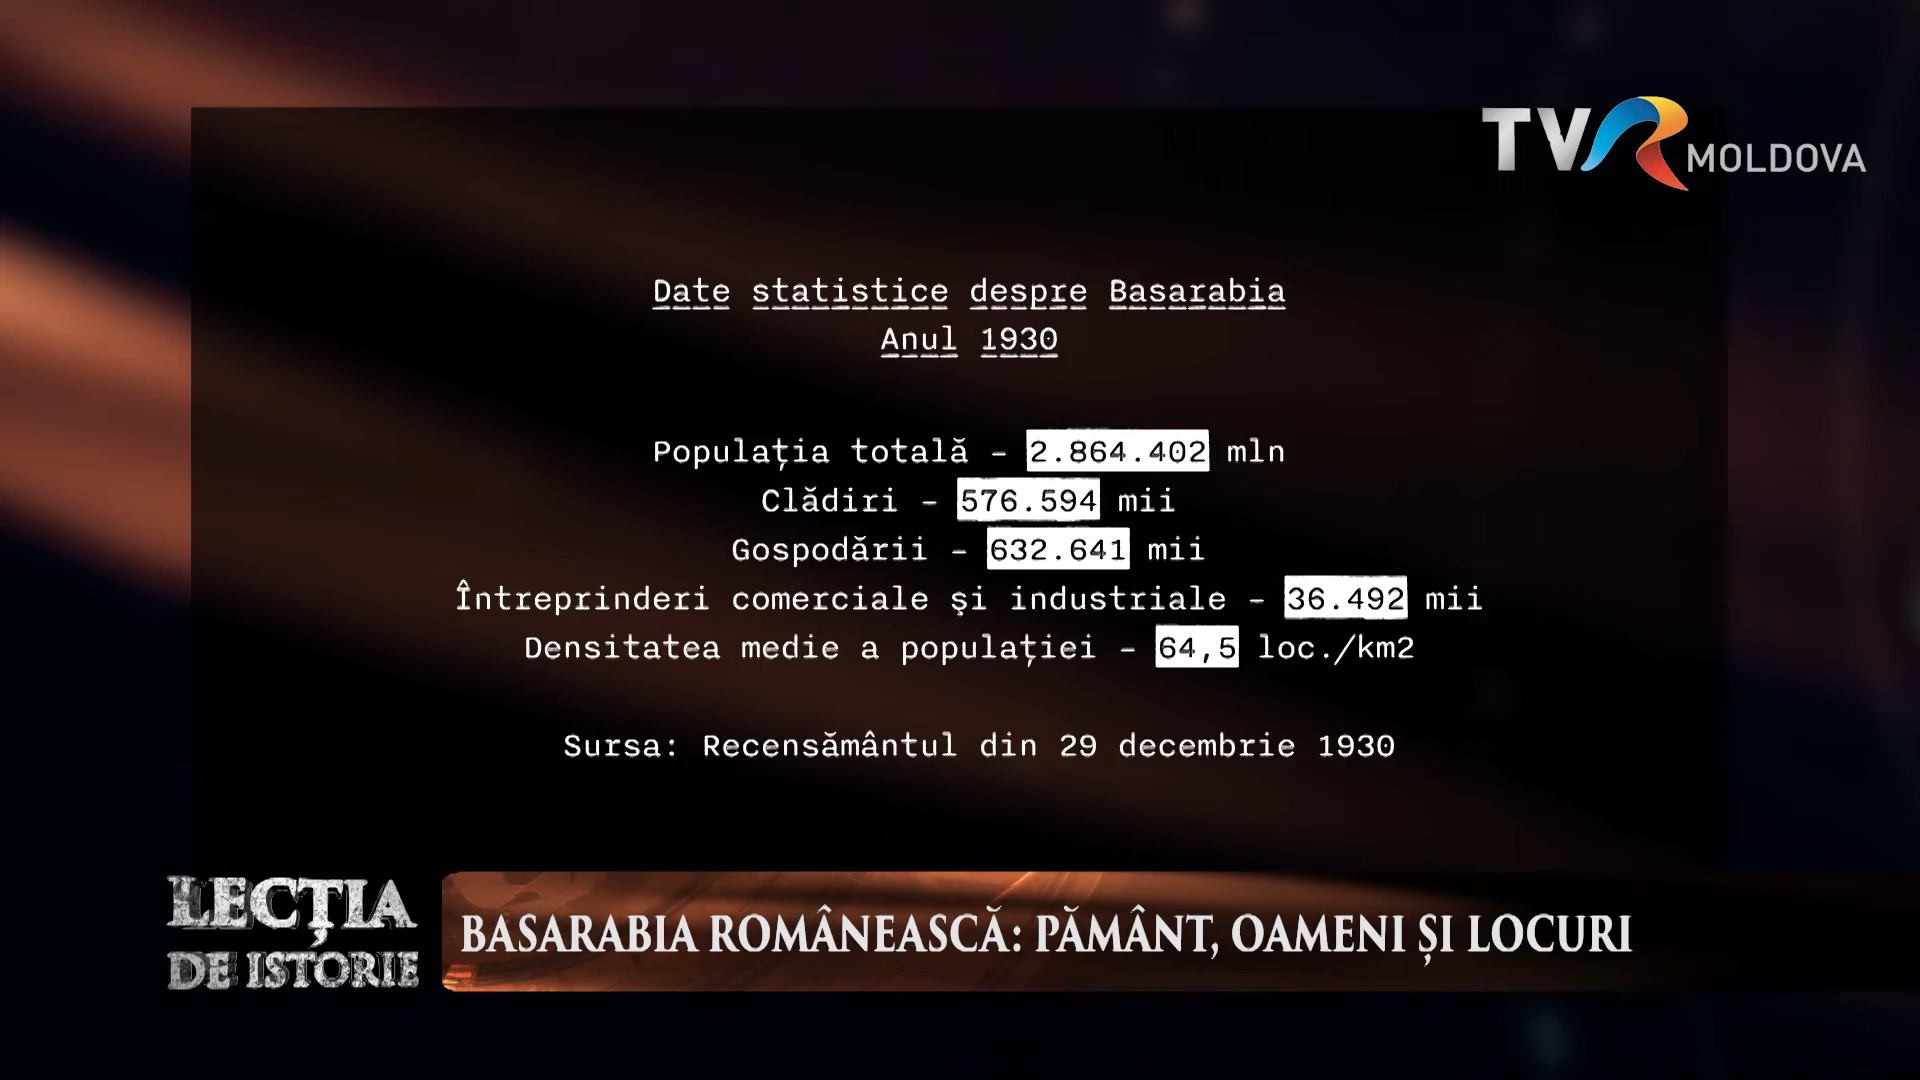 TVR MOLDOVA
Date statistice despre Basarabia
Anul 1930
Populația totală – 2.864.402 mln
Clădiri – 576.594 mii
Gospodării – 632.641 mii
Întreprinderi comerciale şi industriale – 36.492 mii
Densitatea medie a populației – 64,5 loc./km2
Sursa: Recensământul din 29 decembrie 1930
LECȚIA
DE ISTORIE
BASARABIA ROMÂNEASCĂ: PĂMÂNT, OAMENI ȘI LOCURI